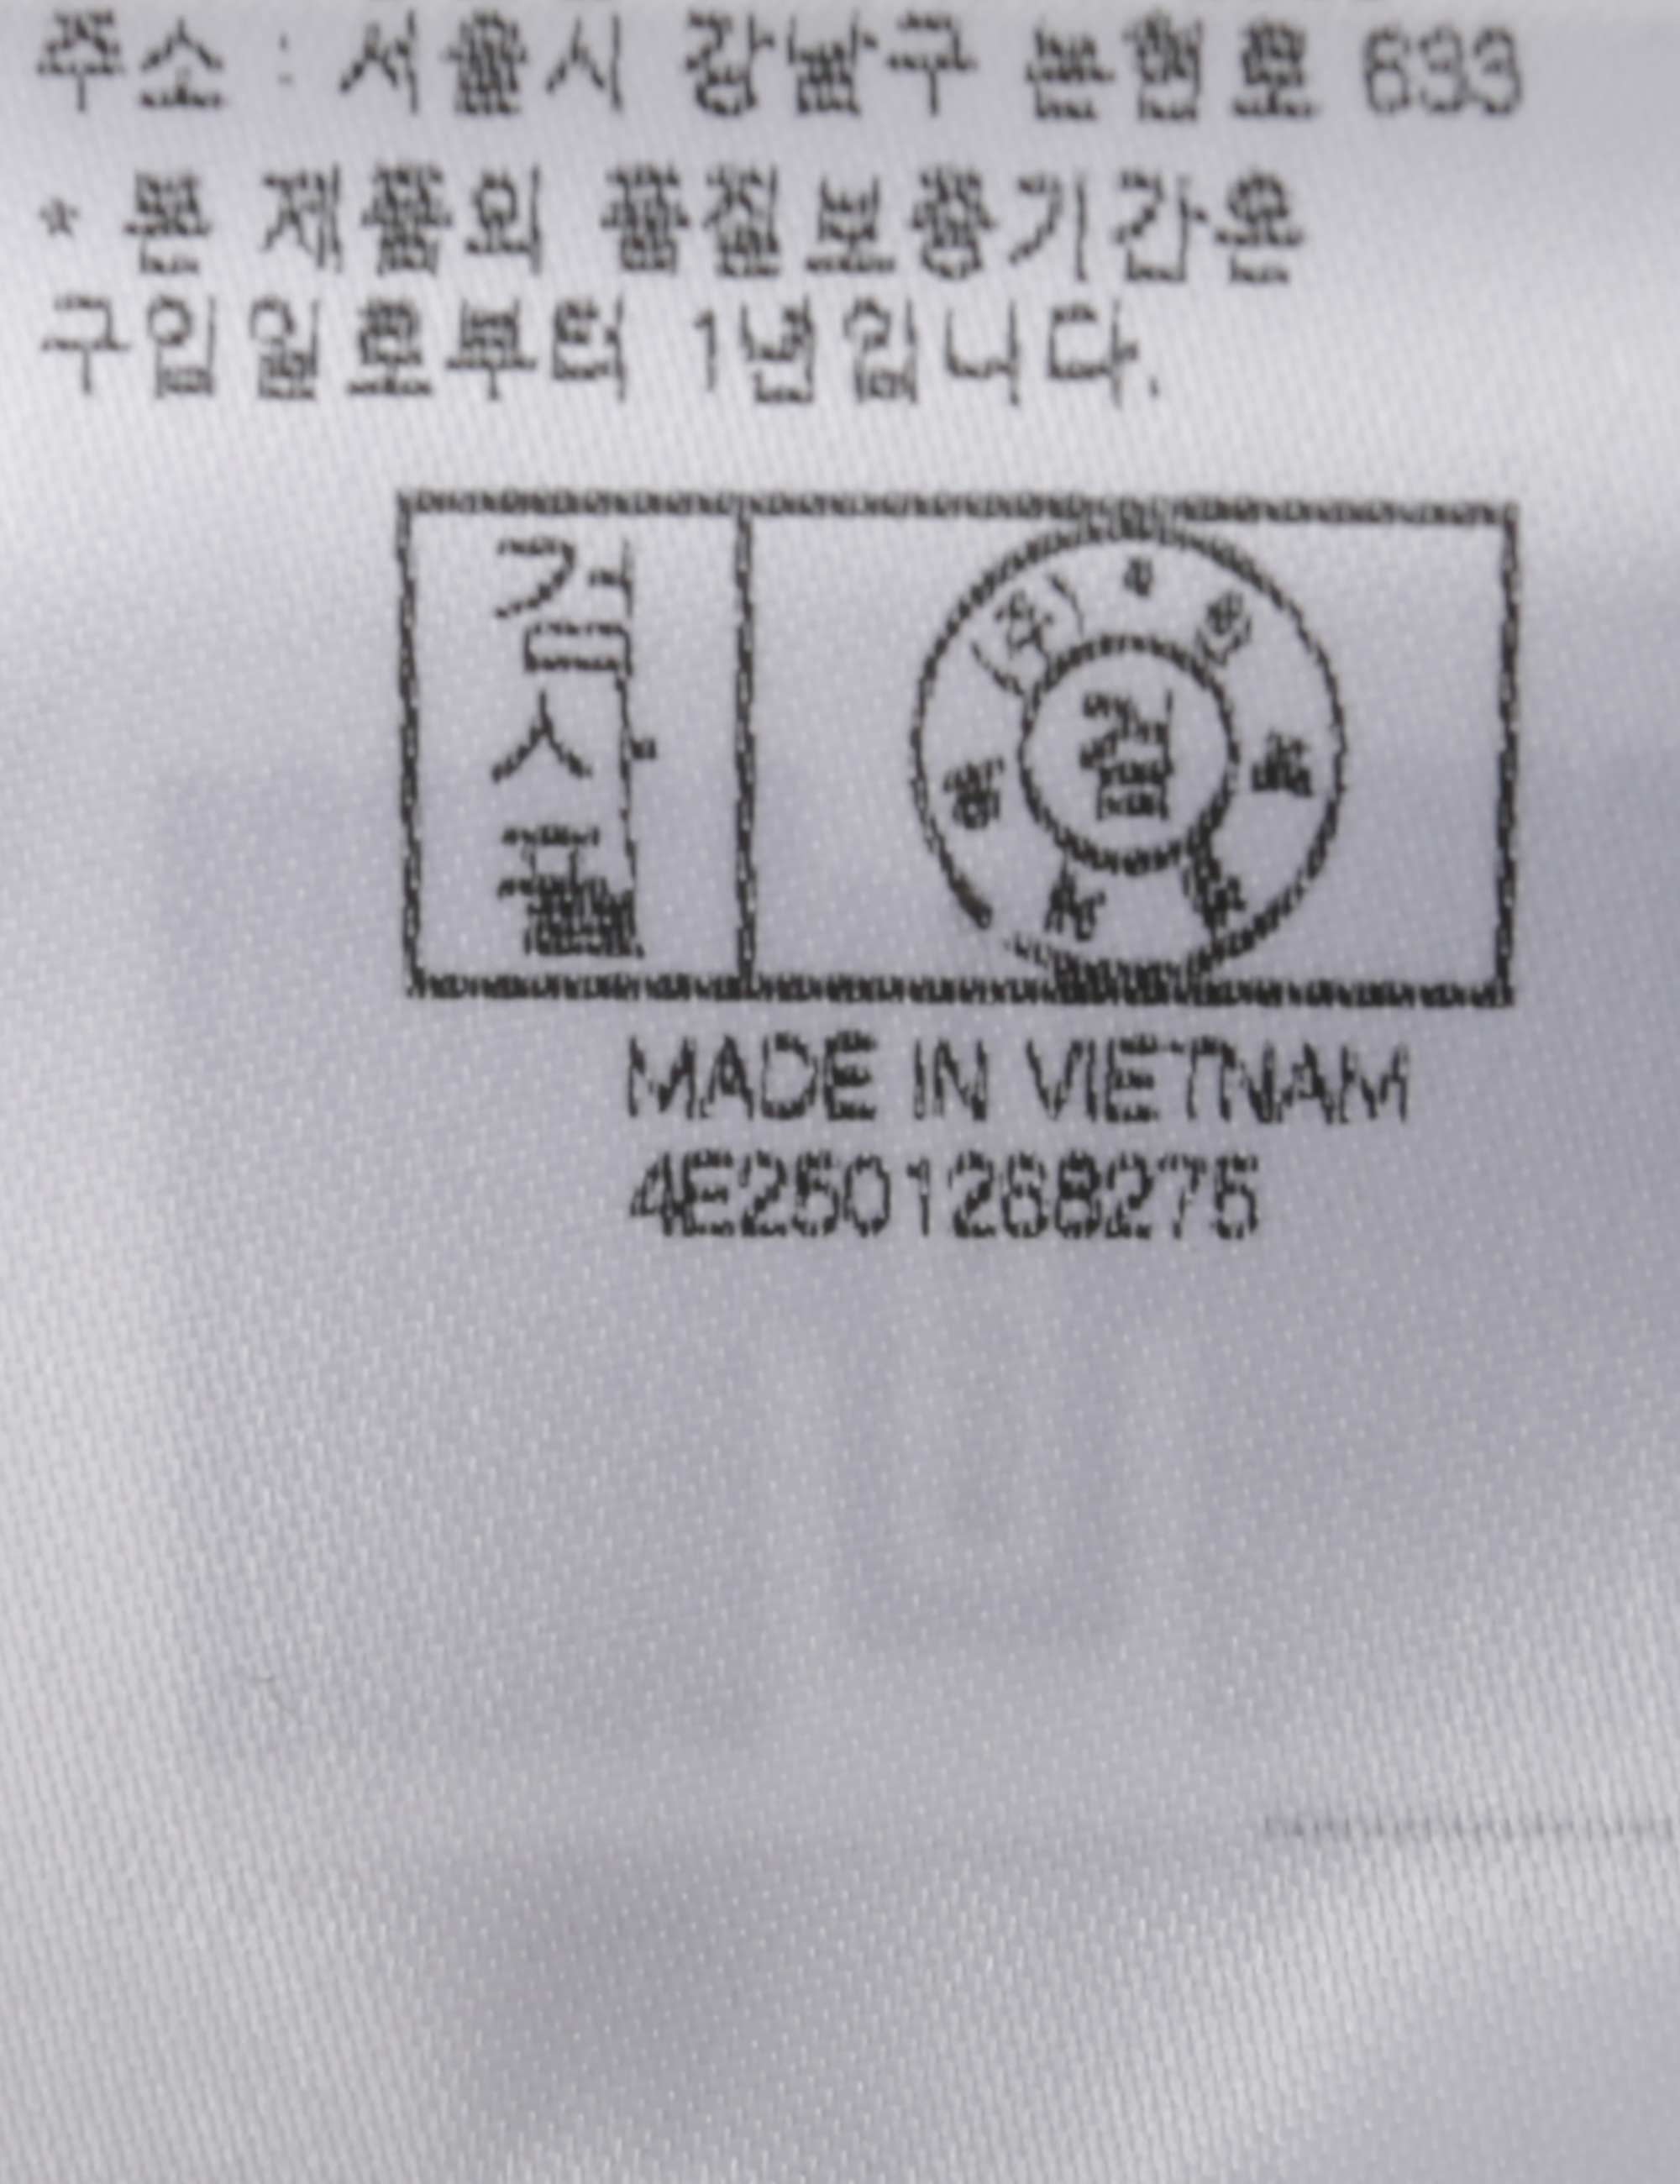 주소 : 서울시 강남구 논현로 633
* 본 제품의 품질보증기간은
구입일로부터 1년입니다.
검사필
검
MADE IN VIETNAM
4E2501268275